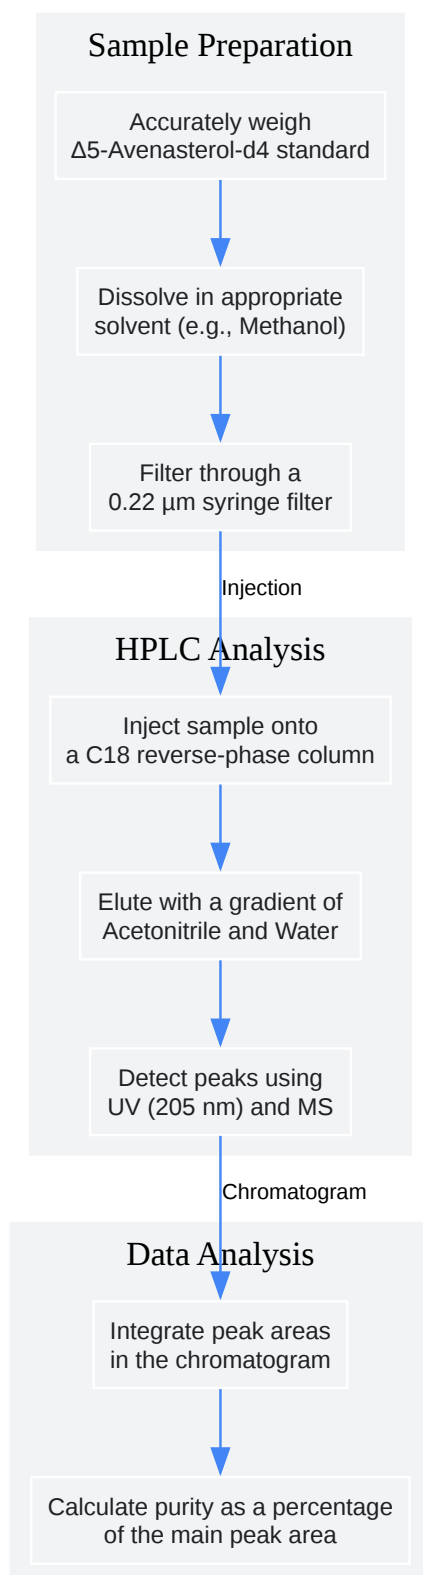 Sample Preparation
Accurately weigh
Δ5-Avenasterol-d4 standard
Dissolve in appropriate
solvent (e.g., Methanol)
Filter through a
0.22 µm syringe filter
Injection
HPLC Analysis
Inject sample onto
a C18 reverse-phase column
Elute with a gradient of
Acetonitrile and Water
Detect peaks using
UV (205 nm) and MS
Chromatogram
Data Analysis
Integrate peak areas
in the chromatogram
Calculate purity as a percentage
of the main peak area